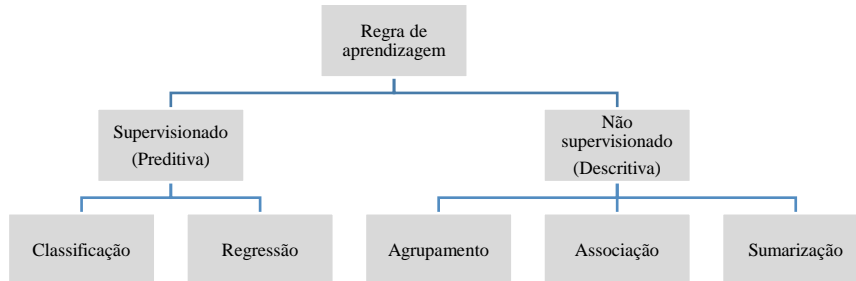 Regra de
aprendizagem
Supervisionado
(Preditiva)
Não
supervisionado
(Descritiva)
Classificação
Regressão
Agrupamento
Associação
Sumarização